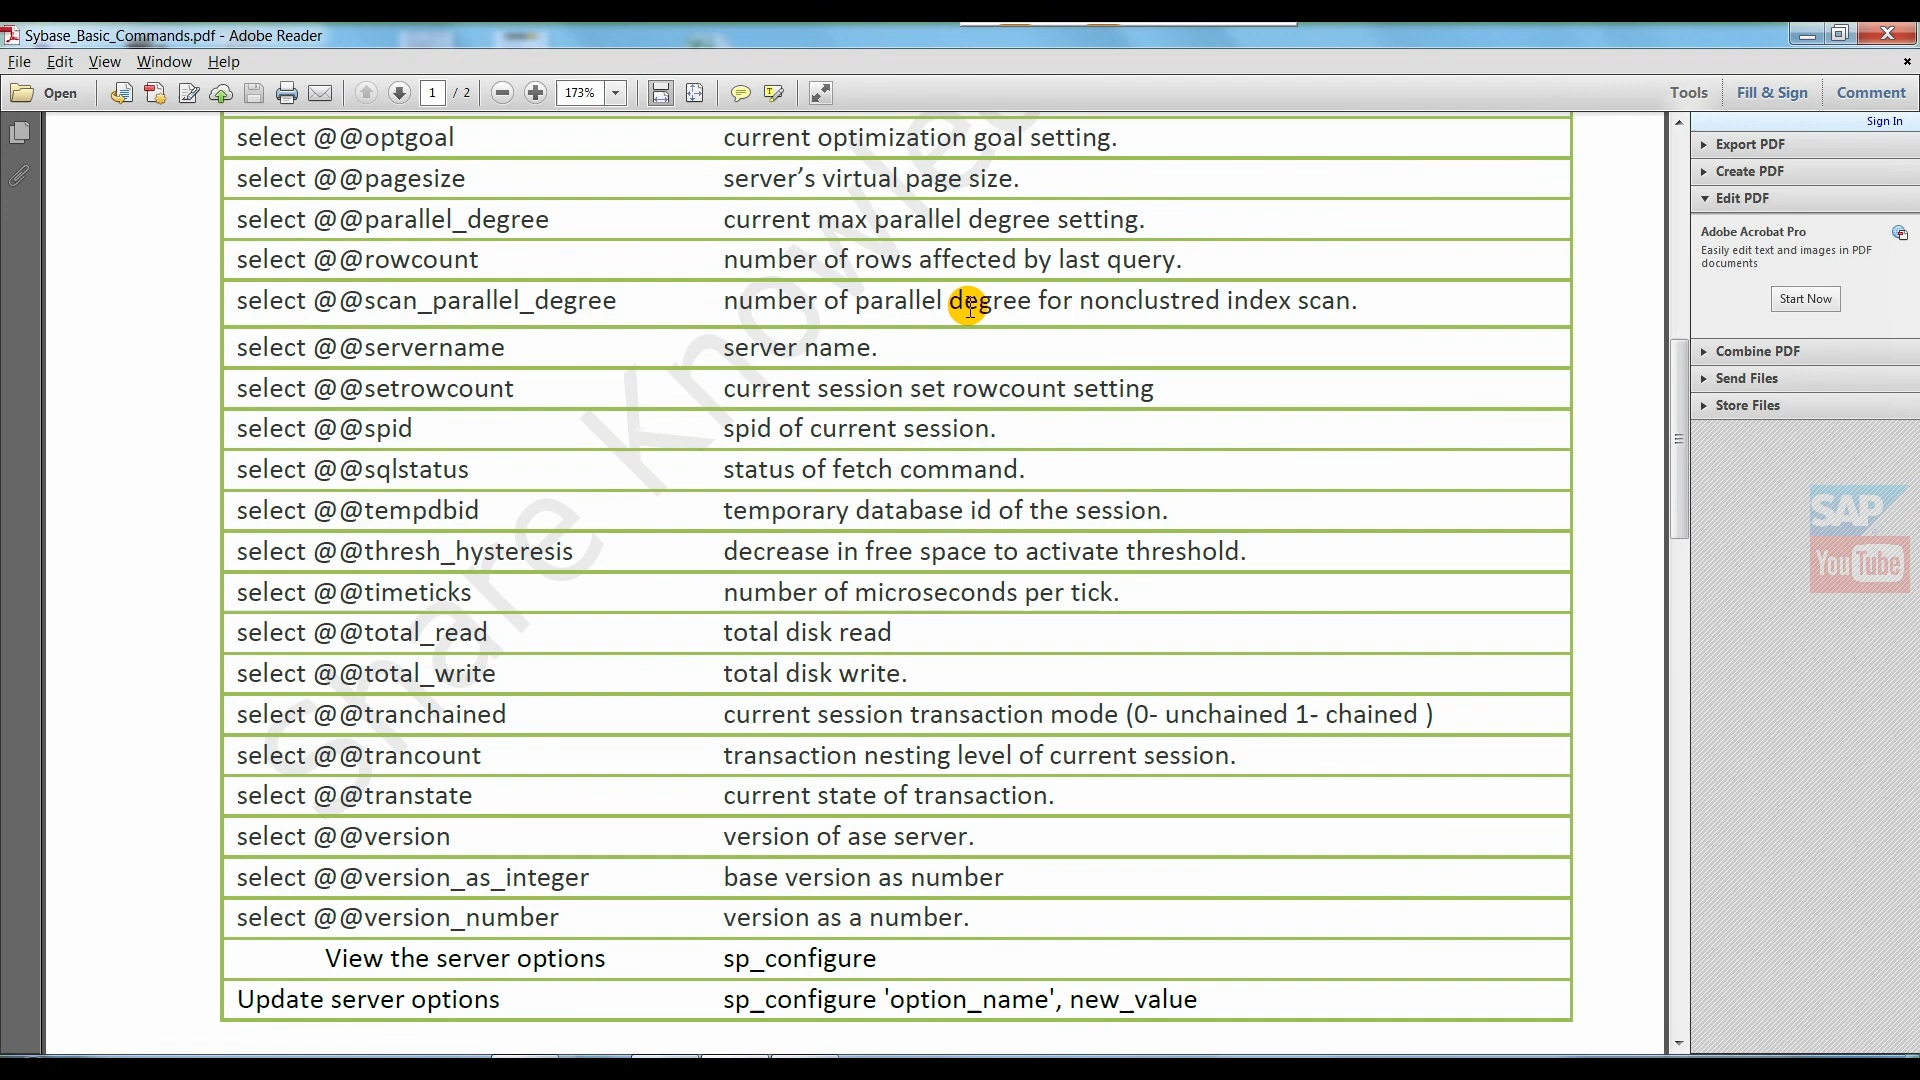 Sybase_Basic_Commands.pdf - Adobe Reader
File Edit View Window Help
Open 1 / 2 173% Tools Fill & Sign Comment
Sign In
select @@optgoal current optimization goal setting.
select @@pagesize server’s virtual page size.
select @@parallel_degree current max parallel degree setting.
select @@rowcount number of rows affected by last query.
select @@scan_parallel_degree number of parallel degree for nonclustred index scan.
select @@servername server name.
select @@setrowcount current session set rowcount setting
select @@spid spid of current session.
select @@sqlstatus status of fetch command.
select @@tempdbid temporary database id of the session.
select @@thresh_hysteresis decrease in free space to activate threshold.
select @@timeticks number of microseconds per tick.
select @@total_read total disk read
select @@total_write total disk write.
select @@tranchained current session transaction mode (0- unchained 1- chained )
select @@trancount transaction nesting level of current session.
select @@transtate current state of transaction.
select @@version version of ase server.
select @@version_as_integer base version as number
select @@version_number version as a number.
View the server options sp_configure
Update server options sp_configure 'option_name', new_value
Share Knowle
Export PDF
Create PDF
Edit PDF
Adobe Acrobat Pro
Easily edit text and images in PDF
documents
Start Now
Combine PDF
Send Files
Store Files
SAP
YouTube